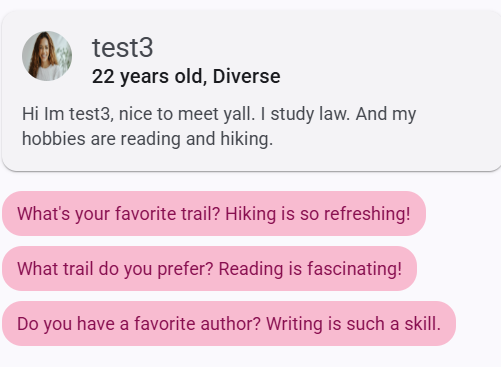 test3
22 years old, Diverse
Hi Im test3, nice to meet yall. I study law. And my
hobbies are reading and hiking.
What's your favorite trail? Hiking is so refreshing!
What trail do you prefer? Reading is fascinating!
Do you have a favorite author? Writing is such a skill.